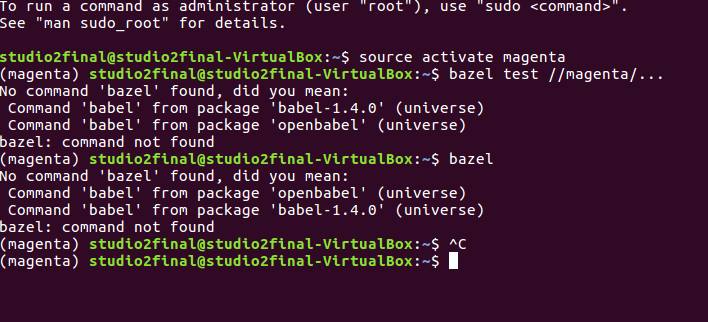 To run a command as administrator (user "root"), use "sudo <command>".
See "man sudo_root" for details.
studio2final@studio2final-VirtualBox:~$ source activate magenta
(magenta) studio2final@studio2final-VirtualBox:~$ bazel test //magenta/...
No command 'bazel' found, did you mean:
 Command 'babel' from package 'babel-1.4.0' (universe)
 Command 'babel' from package 'openbabel' (universe)
bazel: command not found
(magenta) studio2final@studio2final-VirtualBox:~$ bazel
No command 'bazel' found, did you mean:
 Command 'babel' from package 'openbabel' (universe)
 Command 'babel' from package 'babel-1.4.0' (universe)
bazel: command not found
(magenta) studio2final@studio2final-VirtualBox:~$ ^C
(magenta) studio2final@studio2final-VirtualBox:~$